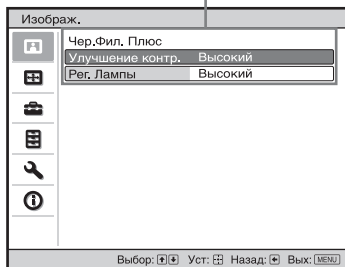 Изображ.
Чер.Фил. Плюс
Улучшение контр. Высокий
Рег. Лампы Высокий
Выбор: Уст: Назад: Вых: MENU